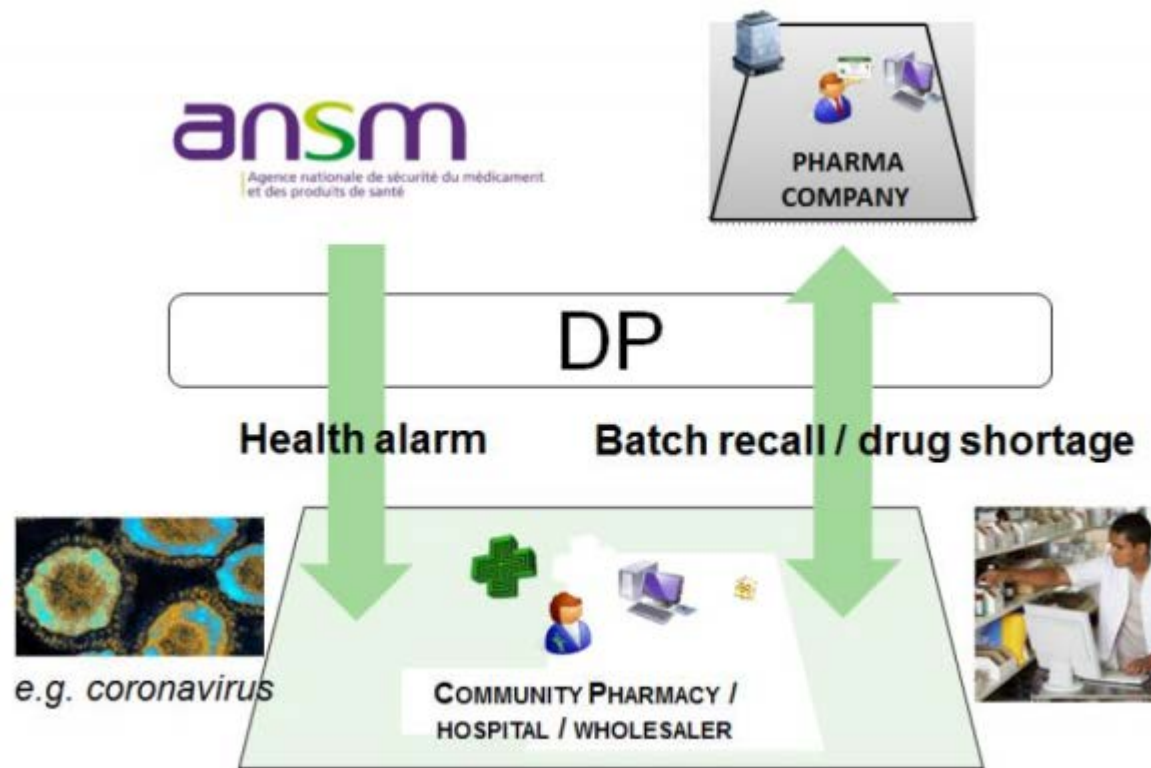 ansm
Agence nationale de sécurité du médicament
et des produits de santé
PHARMA
COMPANY
DP
Health alarm
Batch recall / drug shortage
e.g. coronavirus
COMMUNITY PHARMACY /
HOSPITAL / WHOLESALER